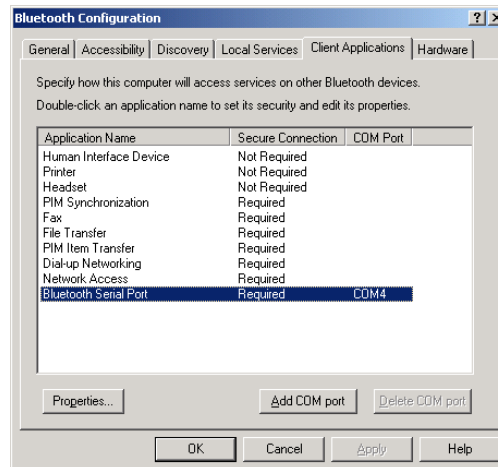 Bluetooth Configuration
General Accessibility Discovery Local Services Client Applications Hardware
Specify how this computer will access services on other Bluetooth devices.
Double-click an application name to set its security and edit its properties.
Application Name Secure Connection COM Port
Human Interface Device Not Required
Printer Not Required
Headset Not Required
PIM Synchronization Required
Fax Required
File Transfer Required
PIM Item Transfer Required
Dial-up Networking Required
Network Access Required
Bluetooth Serial Port Required COM4
Properties... Add COM port Delete COM port
OK Cancel Apply Help